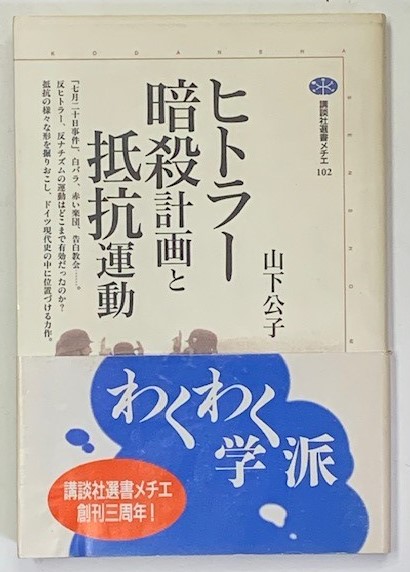 KODANSHA
SENSHO
講談社選書メチエ
102
ヒトラー
暗殺計画と
抵抗運動
山下公子
「七月二十日事件」、白バラ、赤い楽団、告白教会……。
反ヒトラー、反ナチズムの運動はどこまで有効だったのか?
抵抗の様々な形を掘りおこし、ドイツ現代史の中に位置づける力作。
わくわく
学派
講談社選書メチエ
創刊三周年!